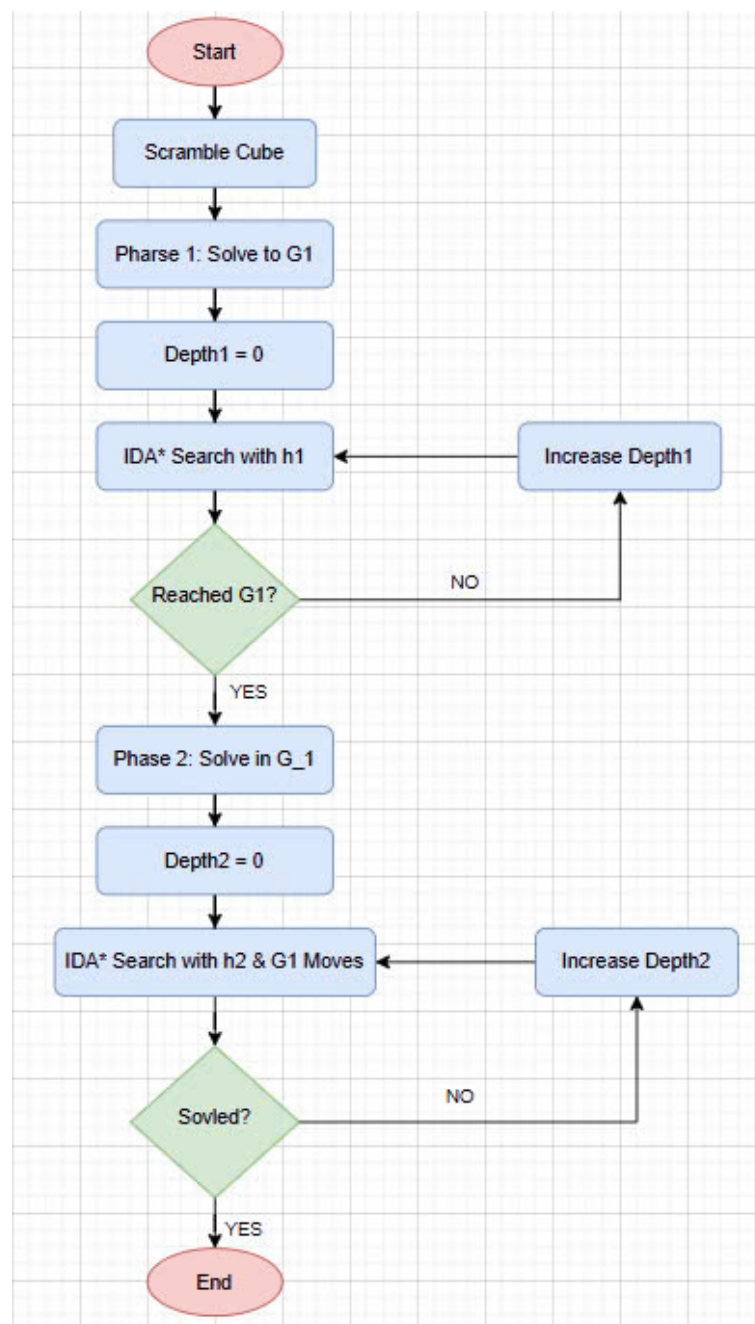 Start
Scramble Cube
Pharse 1: Solve to G1
Depth1 = 0
IDA* Search with h1
Increase Depth1
Reached G1?
NO
YES
Phase 2: Solve in G_1
Depth2 = 0
IDA* Search with h2 & G1 Moves
Increase Depth2
Sovled?
NO
YES
End